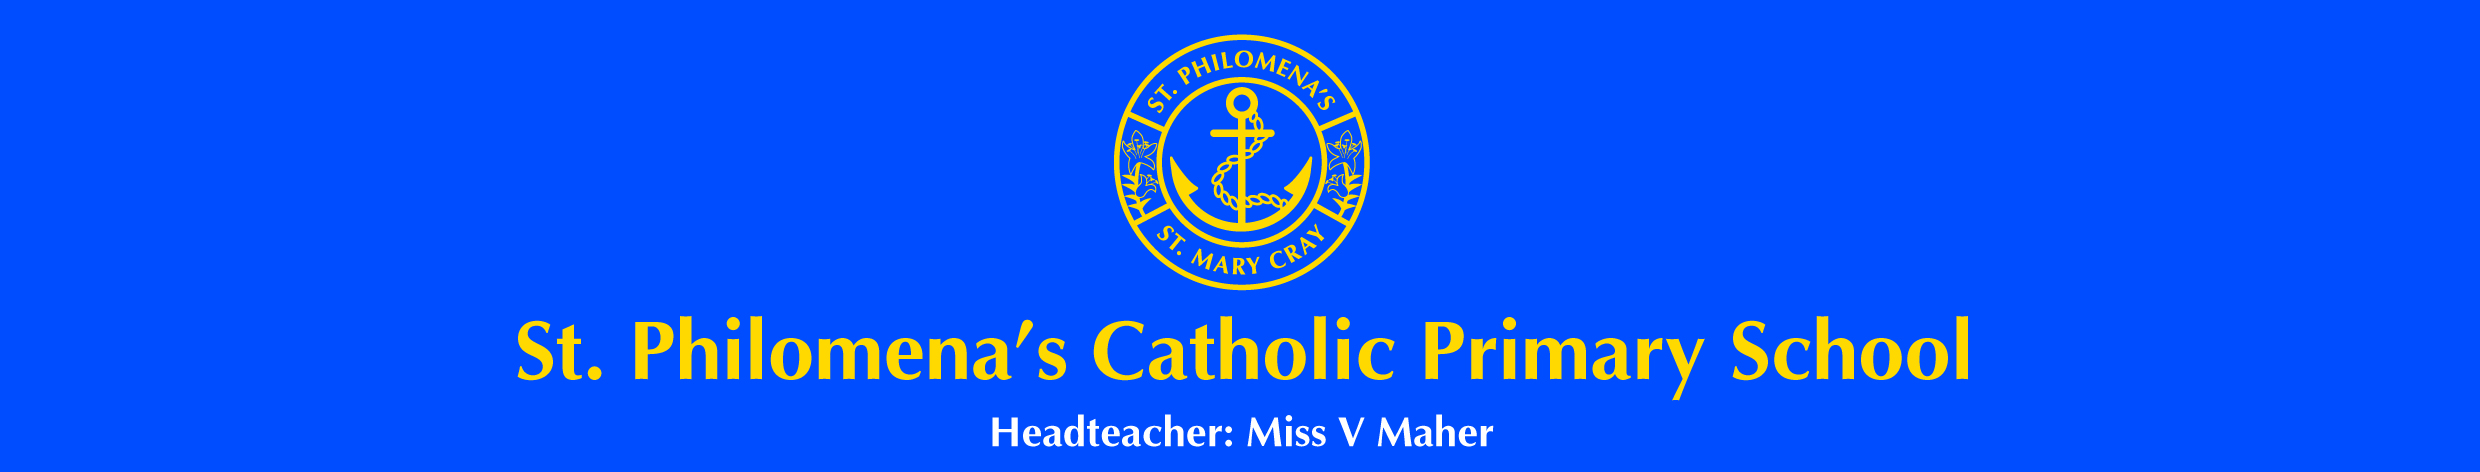 ST. PHILOMENA'S
ST. MARY CRAY
St. Philomena's Catholic Primary School
Headteacher: Miss V Maher